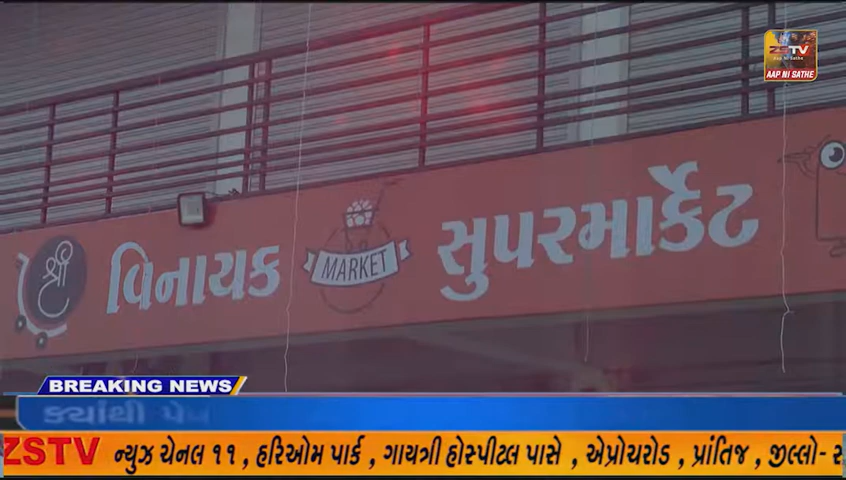 ZSTV
AAP NI SATHE
શ્રી
વિનાયક
MARKET
સુપરમાર્કેટ
BREAKING NEWS
ક્યાંથી
ZSTV ન્યુઝ ચેનલ ૧૧ , હરિઓમ પાર્ક , ગાયત્રી હોસ્પીટલ પાસે , એપ્રોચરોડ , પ્રાંતિજ , જીલ્લો-